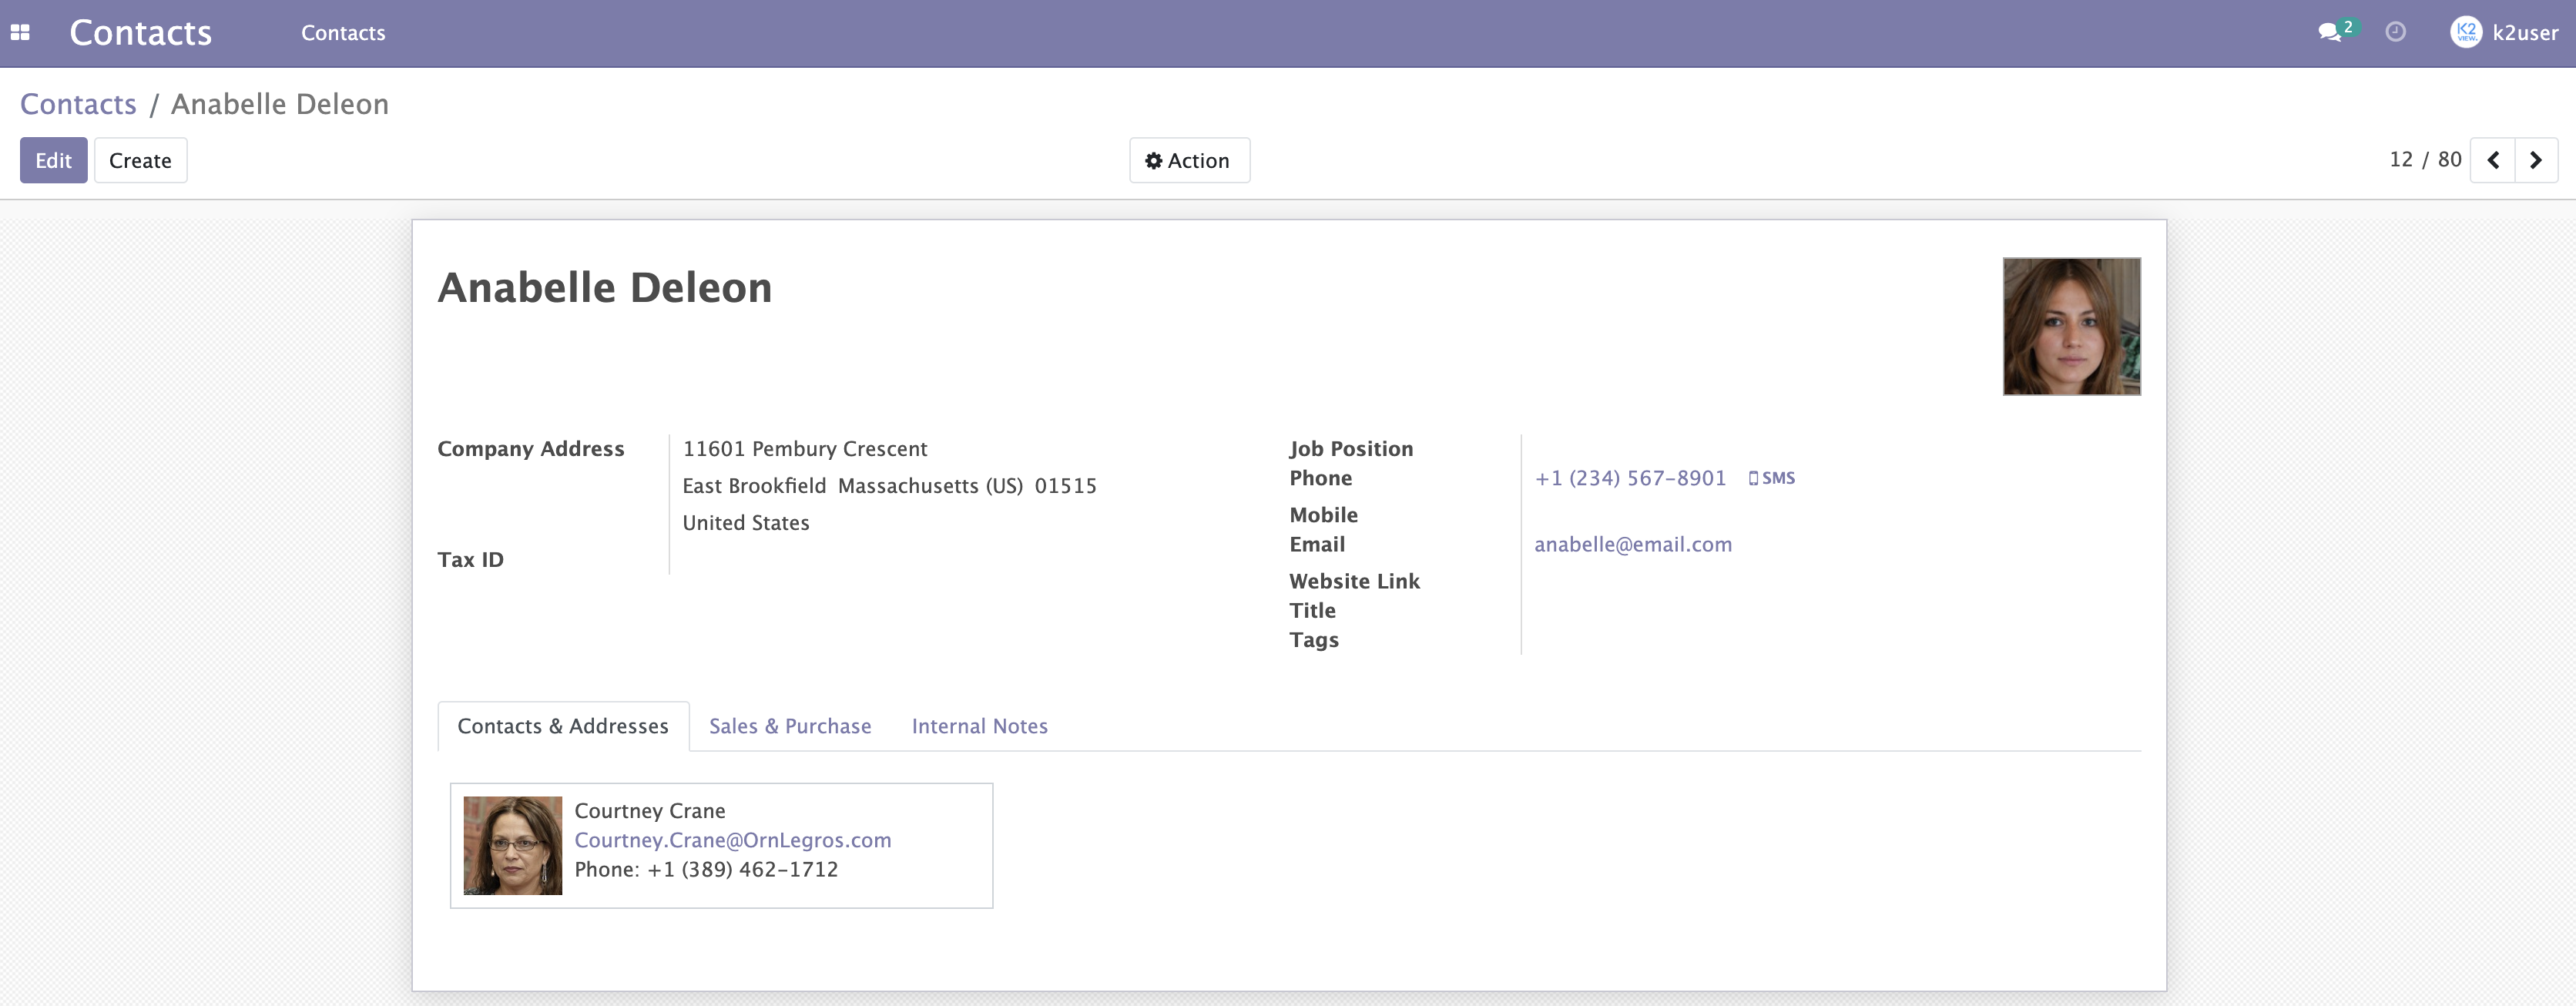 Contacts Contacts 2 K2 VIEW. k2user
Contacts / Anabelle Deleon
Edit Create Action 12 / 80
Anabelle Deleon
Company Address 11601 Pembury Crescent
East Brookfield Massachusetts (US) 01515
United States
Tax ID
Job Position
Phone +1 (234) 567-8901 SMS
Mobile
Email anabelle@email.com
Website Link
Title
Tags
Contacts & Addresses Sales & Purchase Internal Notes
Courtney Crane
Courtney.Crane@OrnLegros.com
Phone: +1 (389) 462-1712